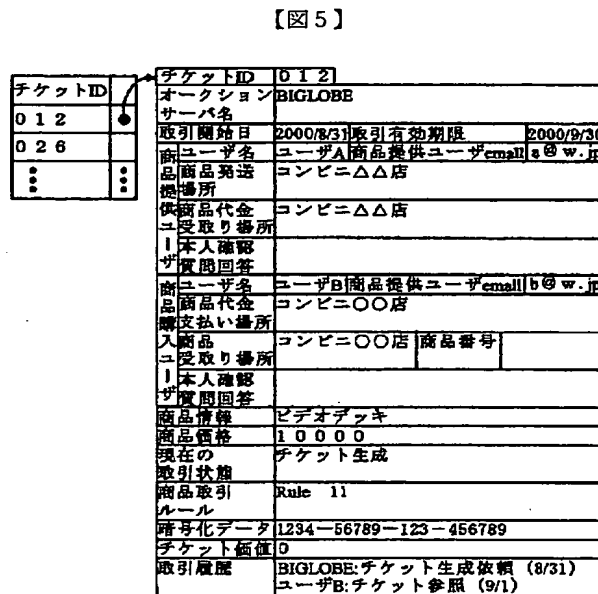 【図５】
チケットID
０１２
０２６
チケットID ０１２
オークション BIGLOBE
サーバ名
取引開始日 2000/8/31 取引有効期限 2000/9/30
商品提供ユーザ
ユーザ名 ユーザA 商品提供ユーザemail a@w.jp
商品発送 コンビニ△△店
場所
商品代金 コンビニ△△店
受取り場所
本人確認
質問回答
商品購入ユーザ
ユーザ名 ユーザB 商品提供ユーザemail b@w.jp
商品代金 コンビニ○○店
支払い場所
商品 コンビニ○○店 商品番号
受取り場所
本人確認
質問回答
商品情報 ビデオデッキ
商品価格 １００００
現在の チケット生成
取引状態
商品取引 Rule 11
ルール
暗号化データ 1234－56789－123－456789
チケット価値 0
取引履歴 BIGLOBE:チケット生成依頼 (8/31)
ユーザB:チケット参照 (9/1)